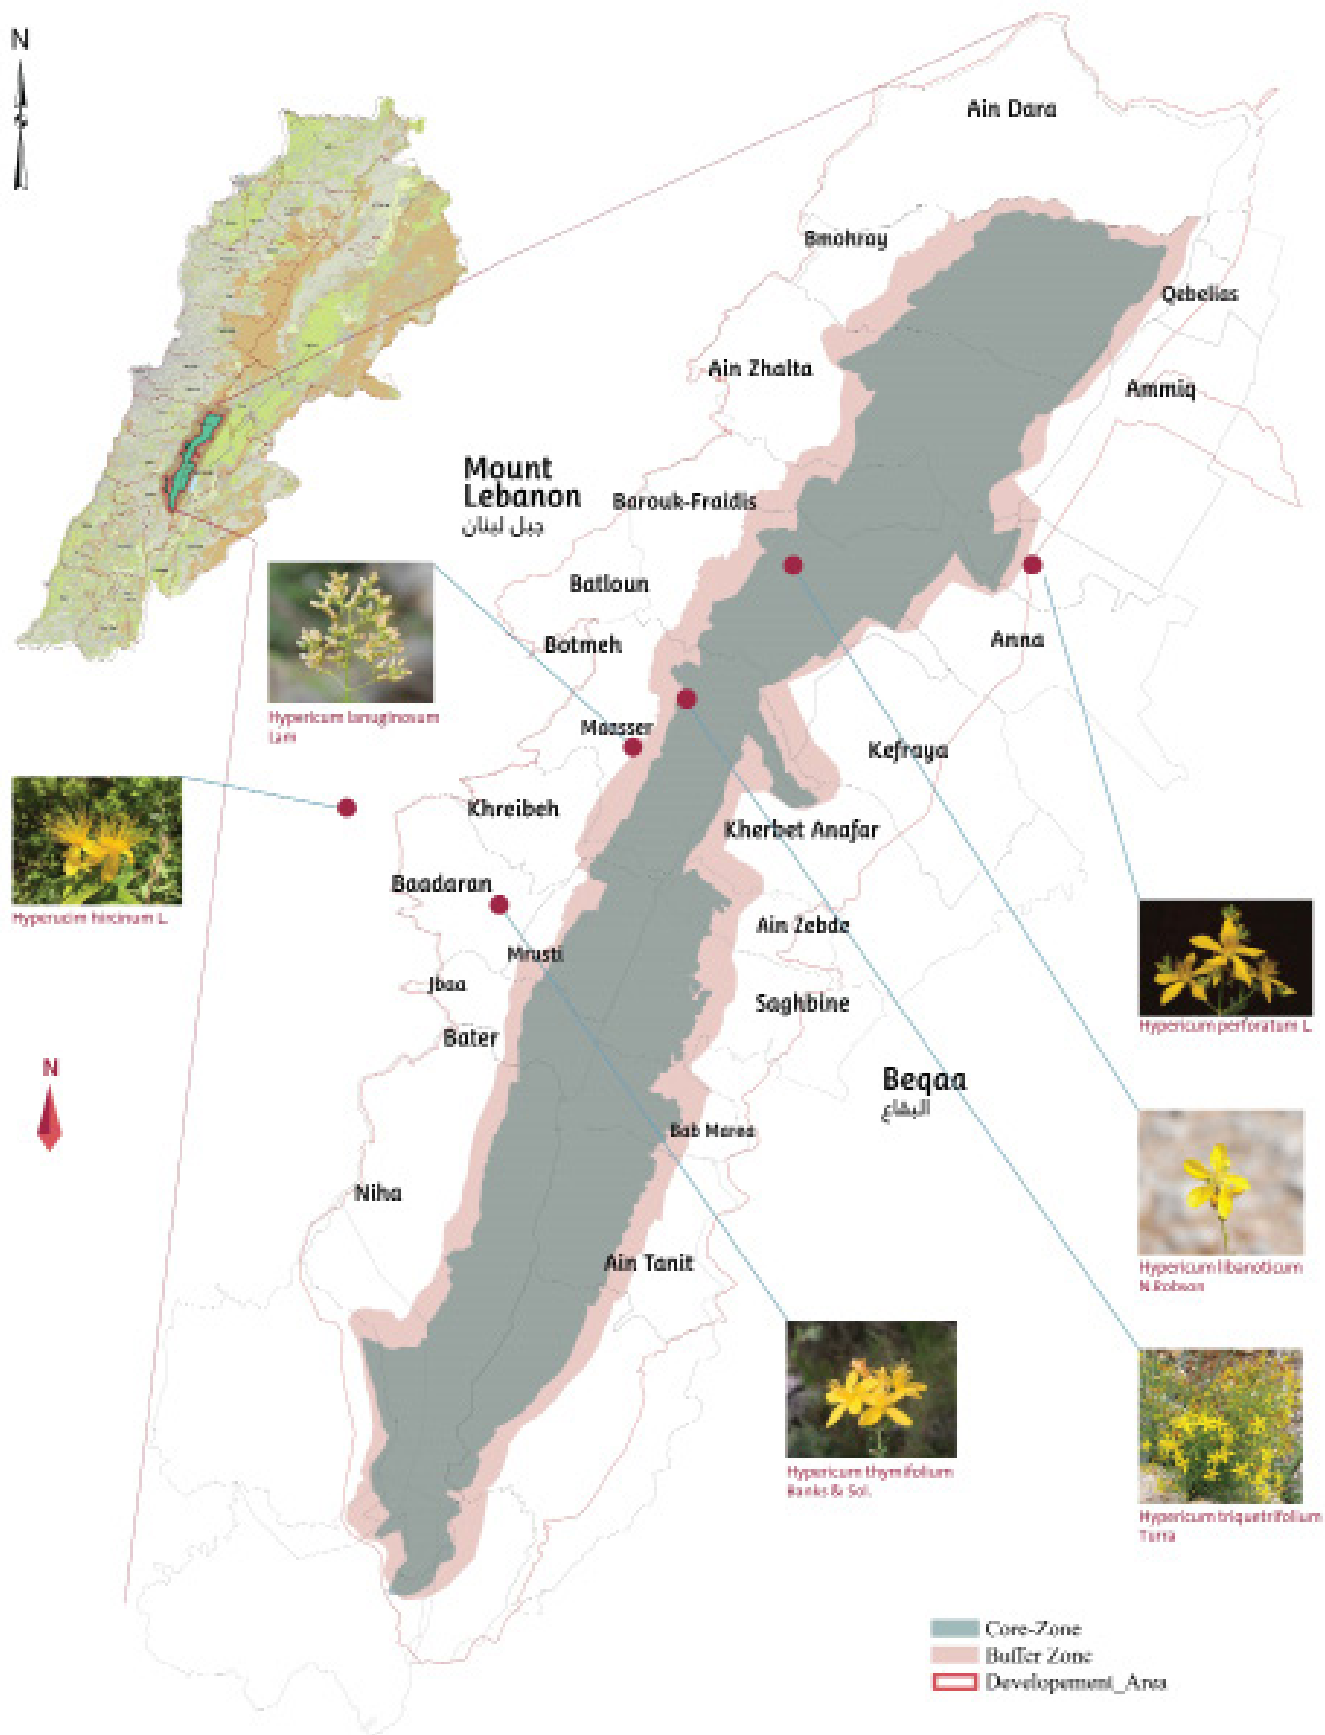 N
Ain Dara
Bmohray
Qebelias
Ain Zhalta
Ammiq
Mount
Lebanon
جبل لبنان
Barouk-Fraidis
Batloun
Botmeh
Anna
Hypericum lanuginosum
Lam
Maasser
Kefraya
Khreibeh
Kherbet Anafar
Baadaran
Hyperucim hircinum L.
Ain Zebde
Mrusti
Jbaa
Saghbine
Hypericum perforatum L.
Bater
N
Beqaa
البقاع
Bab Marea
Niha
Ain Tanit
Hypericum libanoticum
N.Robson
Hypericum thymifolium
Banks & Sol.
Hypericum triquetrifolium
Turra
Core-Zone
Buffer Zone
Developement_Area